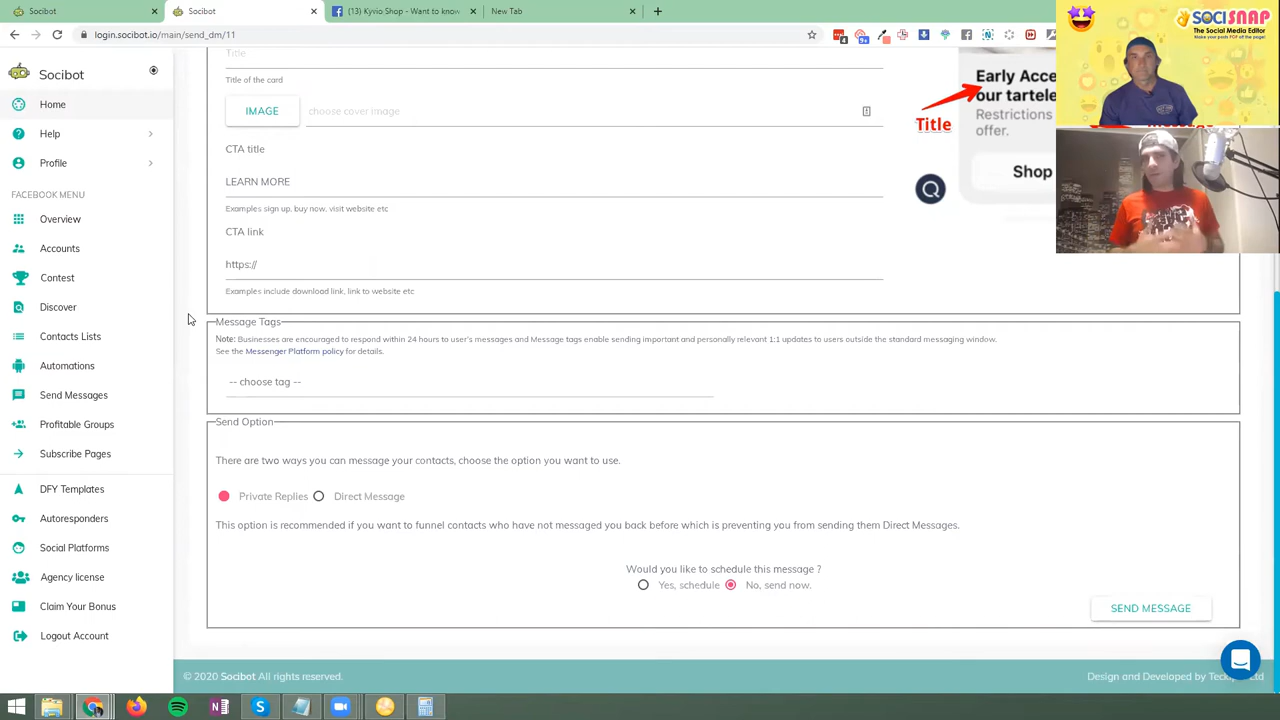 Socibot
Socibot
(13) Kyvio Shop - Want to know
New Tab
login.socibot.io/main/send_dm/11
Socibot
Home
Help
Profile
FACEBOOK MENU
Overview
Accounts
Contest
Discover
Contacts Lists
Automations
Send Messages
Profitable Groups
Subscribe Pages
DFY Templates
Autoresponders
Social Platforms
Agency license
Claim Your Bonus
Logout Account
Title
Title of the card
IMAGE choose cover image
CTA title
LEARN MORE
Examples sign up, buy now, visit website etc
CTA link
https://
Examples include download link, link to website etc
Title
Early Acce
our tartele
Restrictions
offer.
Shop
SOCISNAP
The Social Media Editor
Make your posts POP off the page!
Message Tags
Note: Businesses are encouraged to respond within 24 hours to user's messages and Message tags enable sending important and personally relevant 1:1 updates to users outside the standard messaging window.
See the Messenger Platform policy for details.
-- choose tag --
Send Option
There are two ways you can message your contacts, choose the option you want to use.
Private Replies Direct Message
This option is recommended if you want to funnel contacts who have not messaged you back before which is preventing you from sending them Direct Messages.
Would you like to schedule this message ?
Yes, schedule No, send now.
SEND MESSAGE
© 2020 Socibot All rights reserved.
Design and Developed by Teck